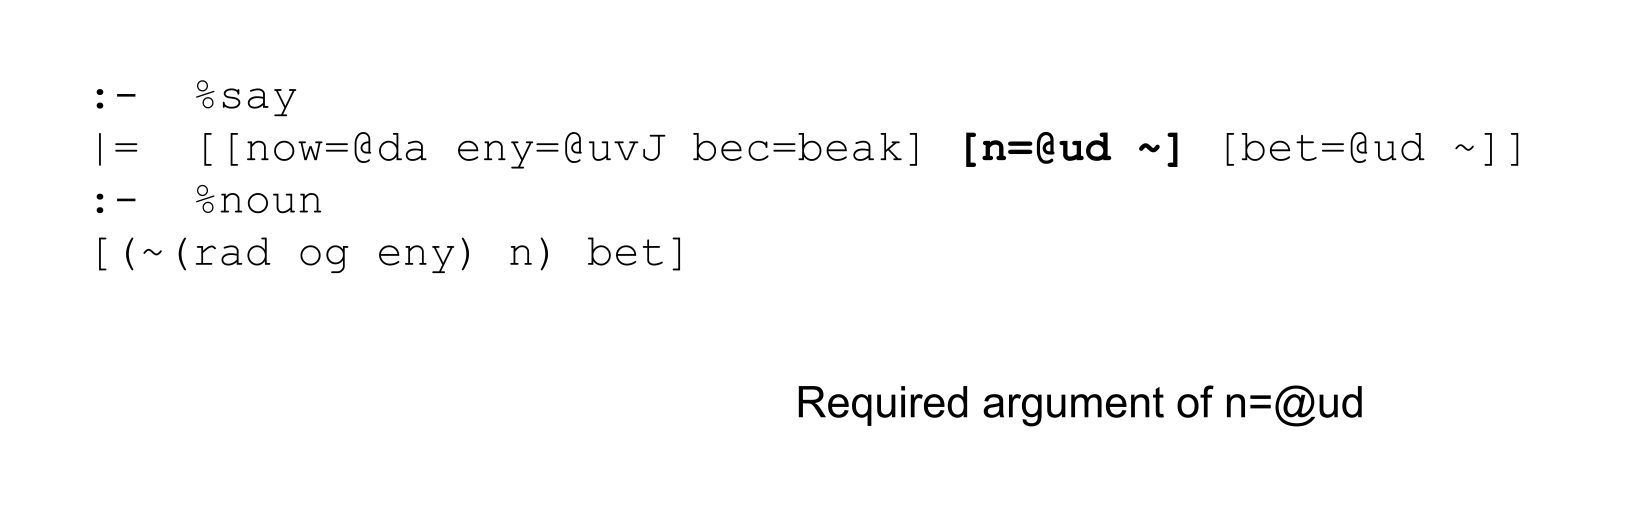 :-  %say
|=  [[now=@da eny=@uvJ bec=beak] [n=@ud ~] [bet=@ud ~]]
:-  %noun
[(~(rad og eny) n) bet]
Required argument of n=@ud